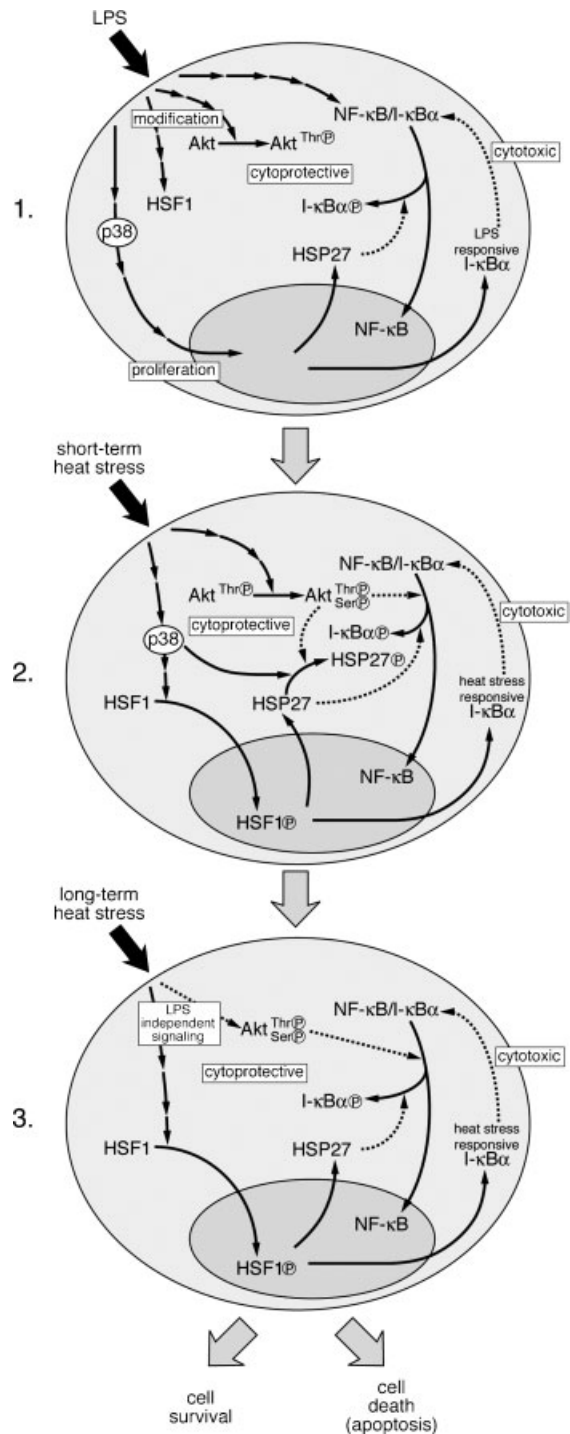 LPS
1.
NF-κB/I-κBα
modification
Akt
Akt Thr℗
cytotoxic
cytoprotective
HSF1
I-κBα℗
p38
LPS
responsive
I-κBα
HSP27
NF-κB
proliferation
short-term
heat stress
2.
NF-κB/I-κBα
Akt Thr℗
Akt Thr℗
Ser℗
cytotoxic
cytoprotective
I-κBα℗
p38
HSP27℗
heat stress
responsive
I-κBα
HSF1
HSP27
NF-κB
HSF1℗
long-term
heat stress
3.
LPS
independent
signaling
NF-κB/I-κBα
Akt Thr℗
Ser℗
cytotoxic
cytoprotective
I-κBα℗
heat stress
responsive
I-κBα
HSF1
HSP27
NF-κB
HSF1℗
cell
survival
cell
death
(apoptosis)